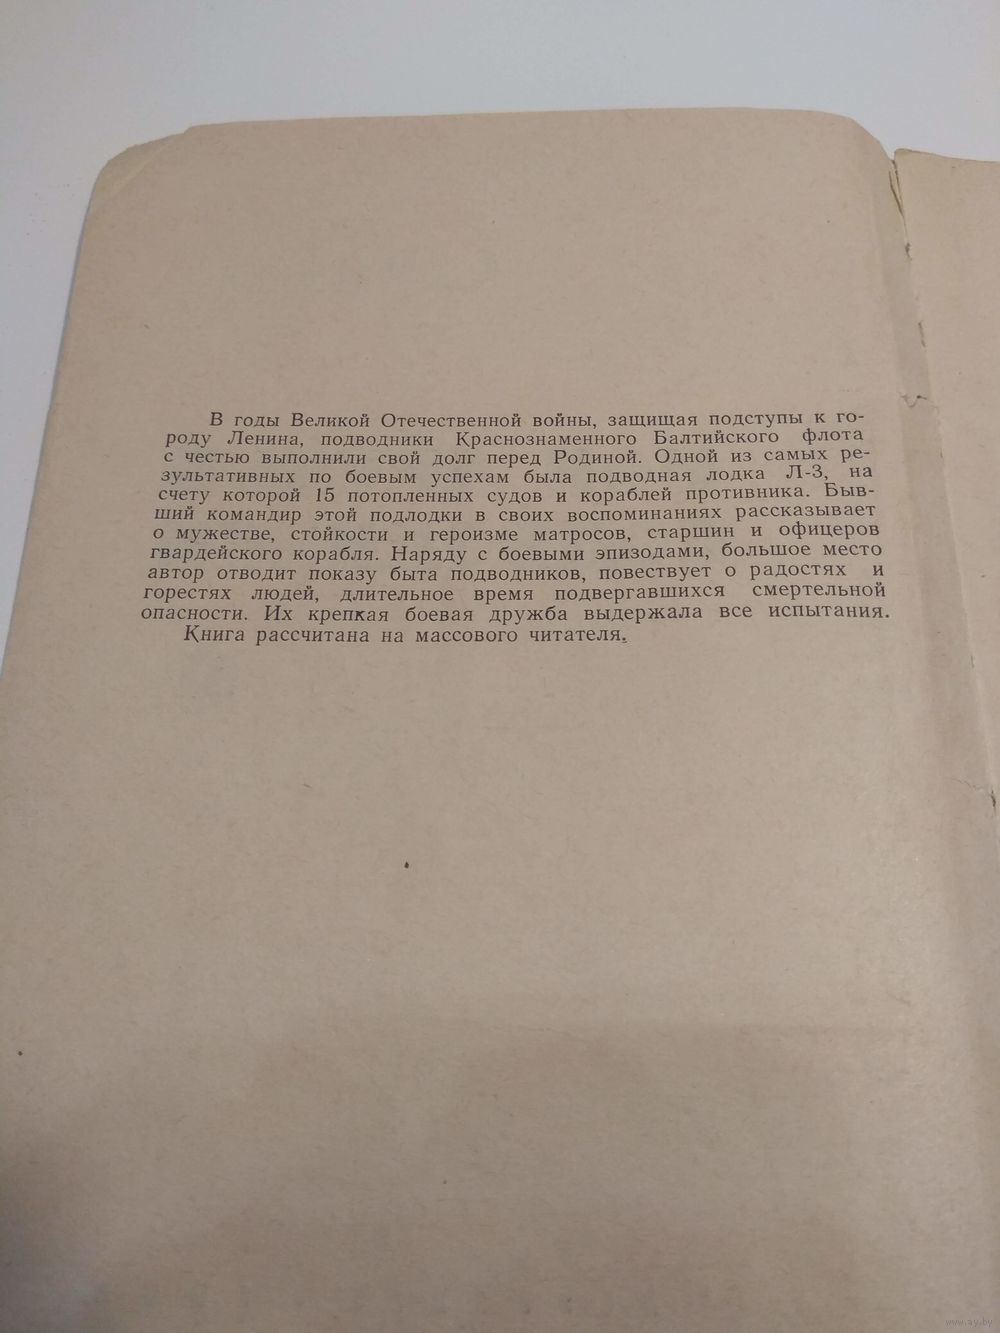 В годы Великой Отечественной войны, защищая подступы к го-
роду Ленина, подводники Краснознаменного Балтийского флота
с честью выполнили свой долг перед Родиной. Одной из самых ре-
зультативных по боевым успехам была подводная лодка Л-3, на
счету которой 15 потопленных судов и кораблей противника. Быв-
ший командир этой подлодки в своих воспоминаниях рассказывает
о мужестве, стойкости и героизме матросов, старшин и офицеров
гвардейского корабля. Наряду с боевыми эпизодами, большое место
автор отводит показу быта подводников, повествует о радостях и
горестях людей, длительное время подвергавшихся смертельной
опасности. Их крепкая боевая дружба выдержала все испытания.
Книга рассчитана на массового читателя.
www.ay.by